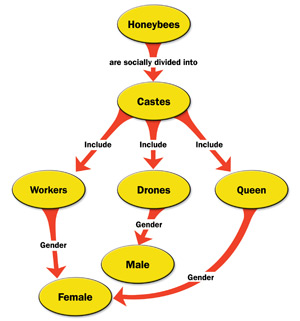 Honeybees
are socially divided into
Castes
Include
Include
Include
Workers
Drones
Queen
Gender
Gender
Male
Gender
Female